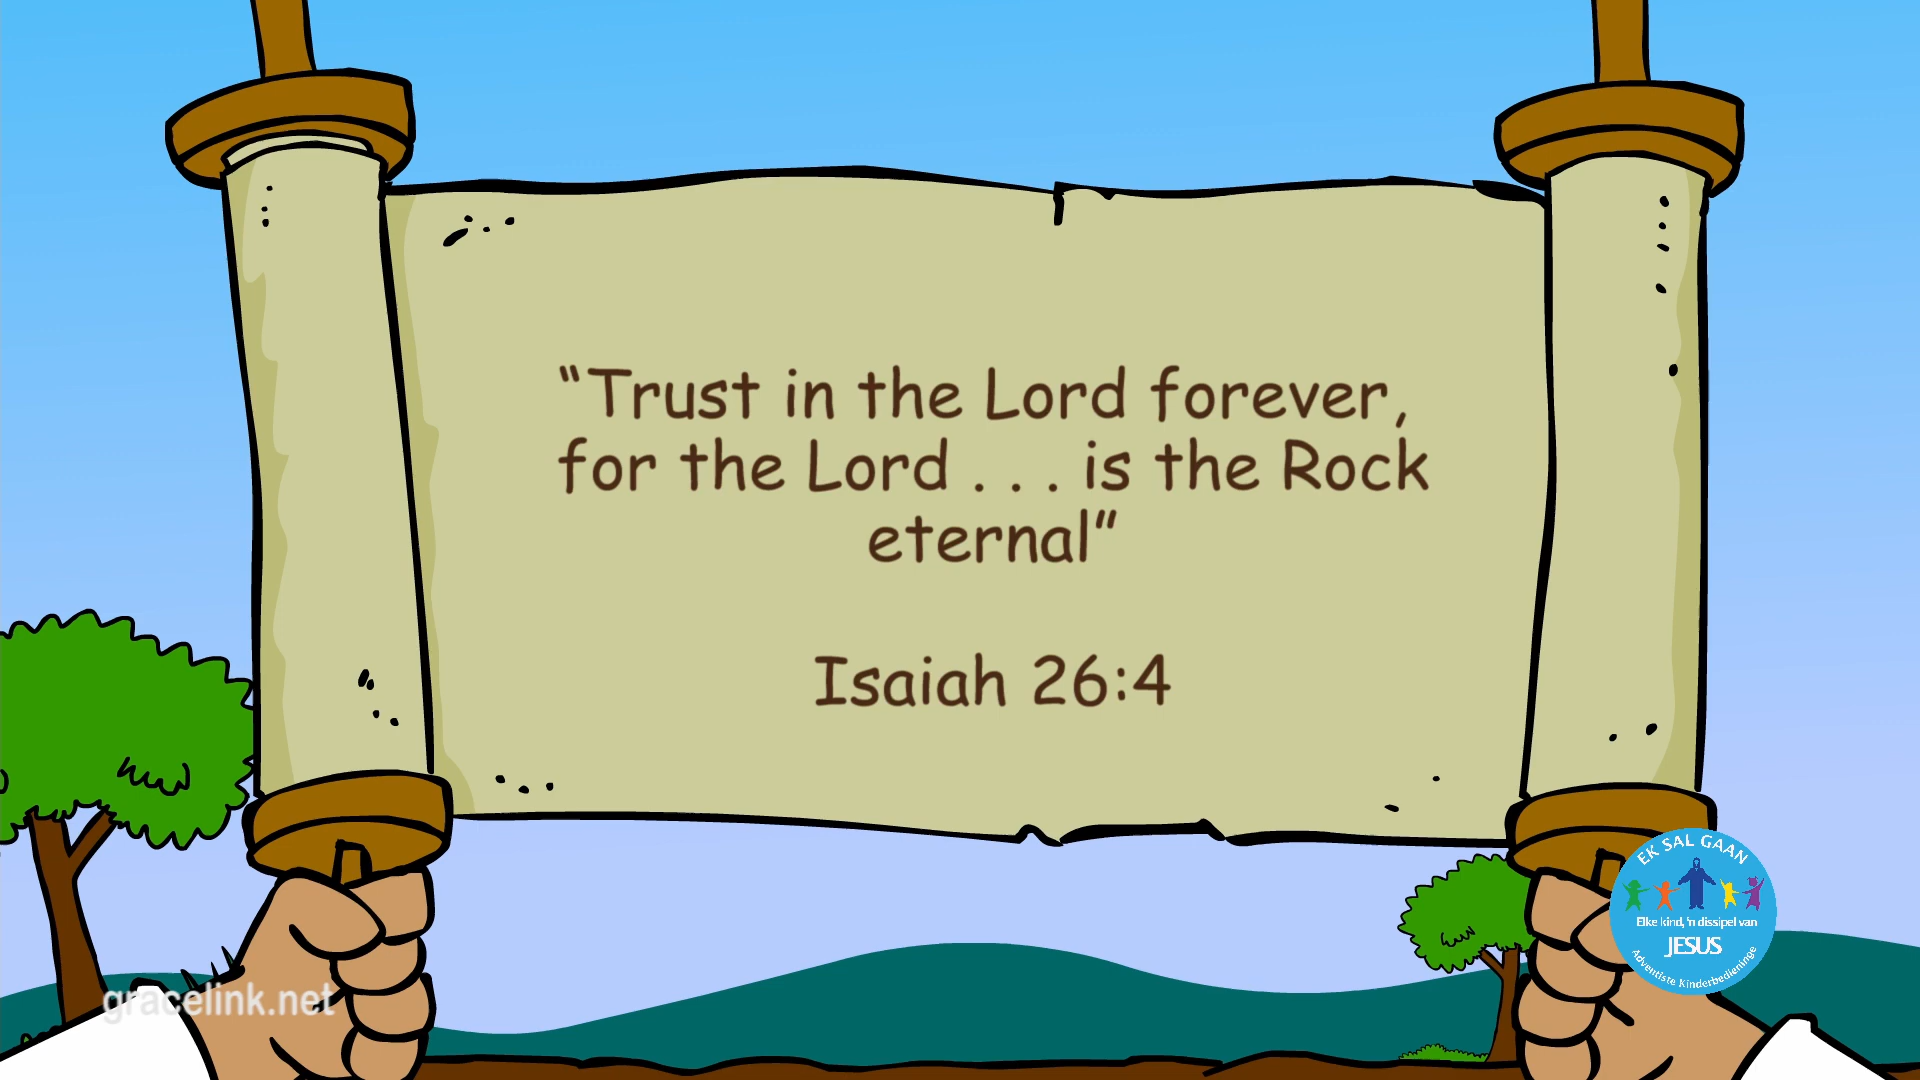 “Trust in the Lord forever,
for the Lord . . . is the Rock
eternal”
Isaiah 26:4
gracelink.net
EK SAL GAAN
Elke kind, 'n dissipel van
JESUS
Adventiste Kinderbedieninge